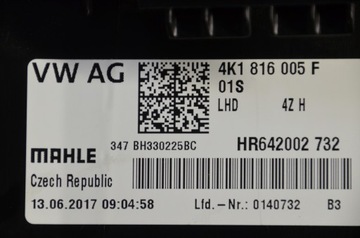 VW AG
4K1 816 005 F
01S
LHD 4Z H
347 BH330225BC
HR642002 732
MAHLE
Czech Republic
13.06.2017 09:04:58 Lfd.-Nr.: 0140732 B3